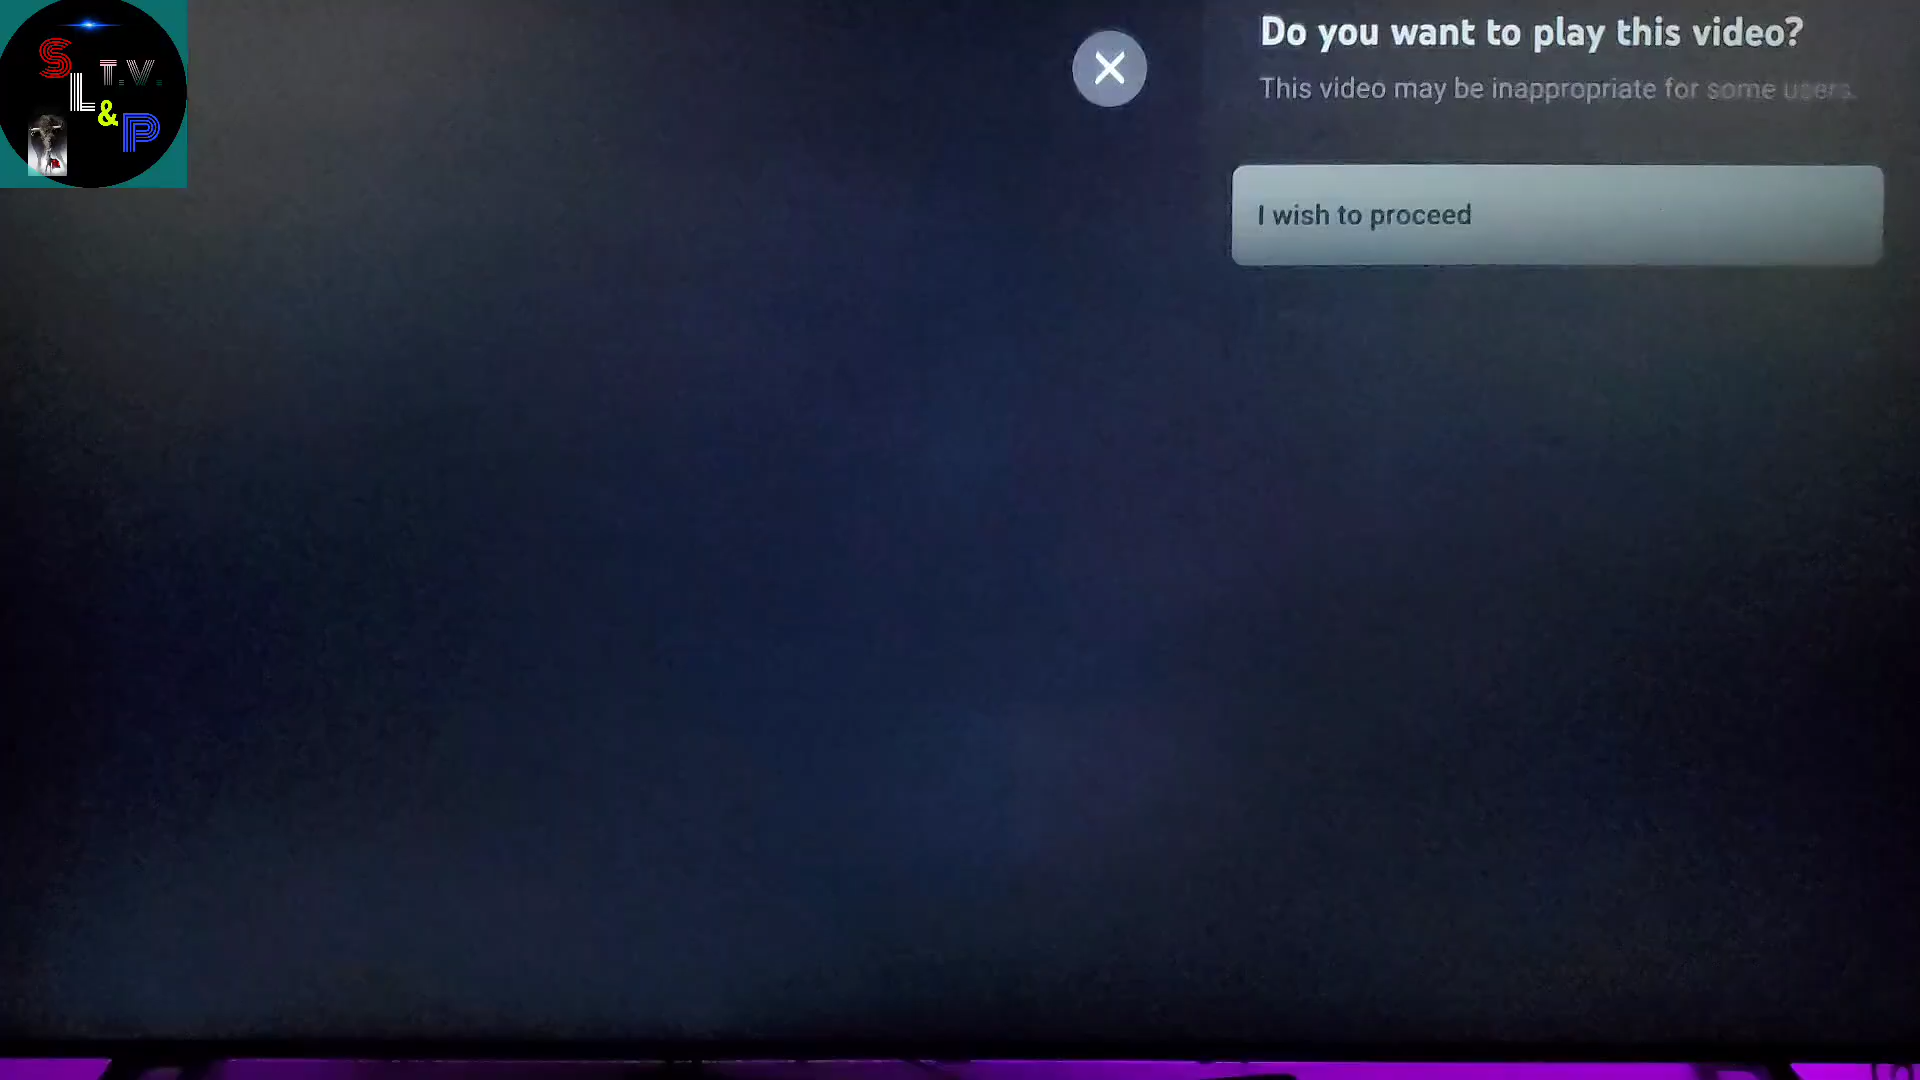 S T.V.
L
&
P
Do you want to play this video?
This video may be inappropriate for some users.
I wish to proceed